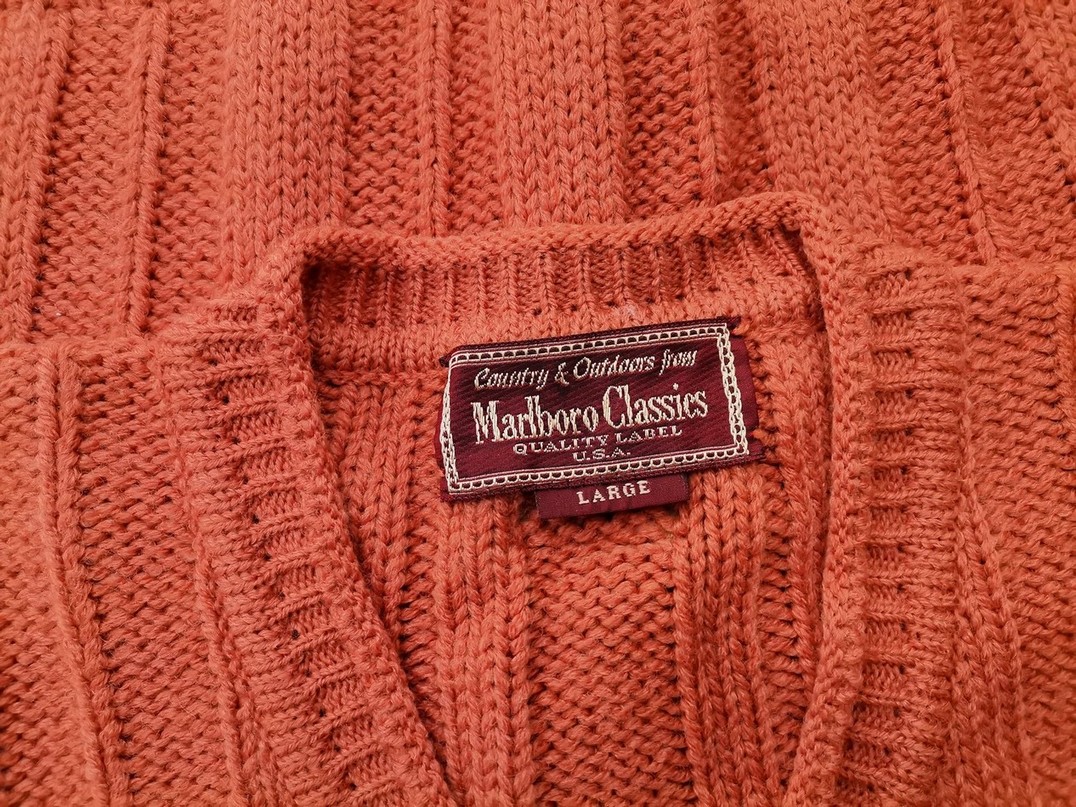 Country & Outdoors from
Marlboro Classics
QUALITY LABEL
U.S.A.
LARGE